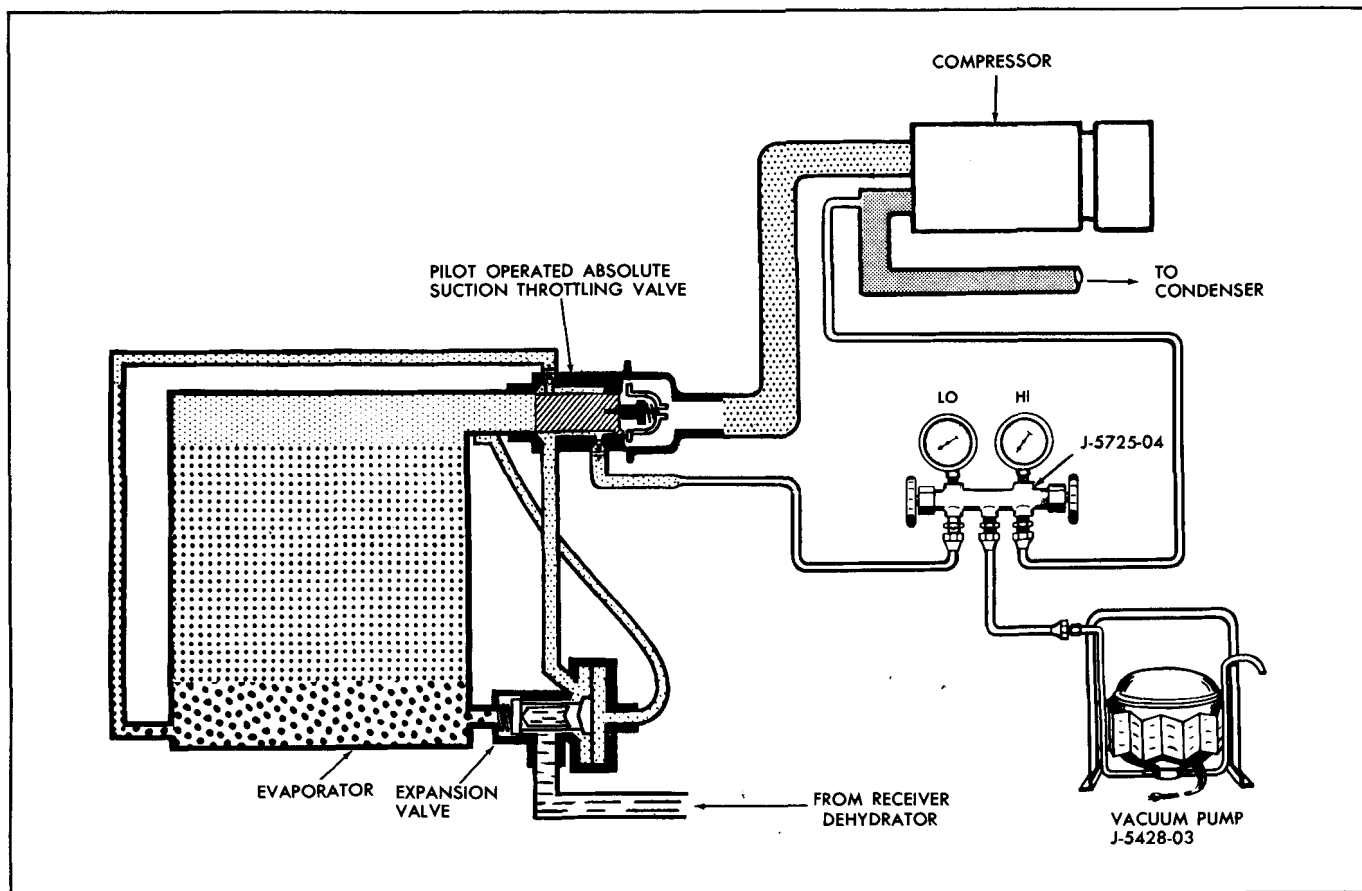 COMPRESSOR
PILOT OPERATED ABSOLUTE
SUCTION THROTTLING VALVE
TO
CONDENSER
LO
HI
J-5725-04
EVAPORATOR
EXPANSION
VALVE
FROM RECEIVER
DEHYDRATOR
VACUUM PUMP
J-5428-03